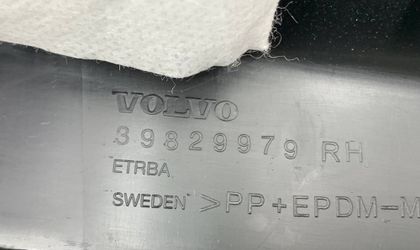 VOLVO
39829979 RH
ETRBA
SWEDEN >PP+EPDM-M